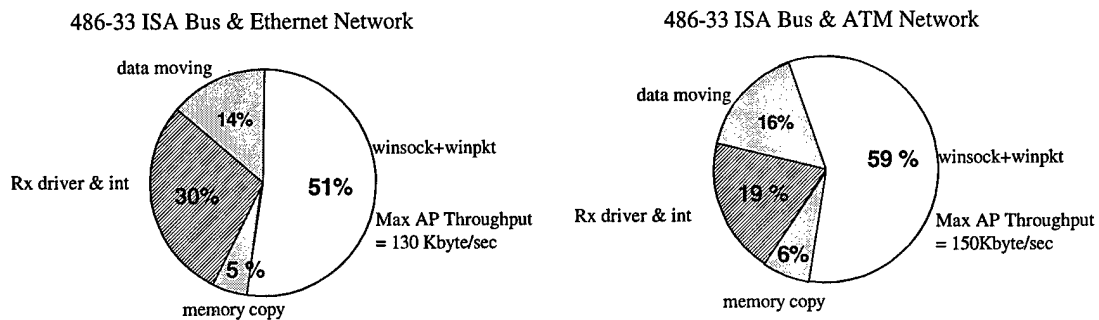 486-33 ISA Bus & Ethernet Network
data moving
14%
winsock+winpkt
51%
Rx driver & int
30%
Max AP Throughput
= 130 Kbyte/sec
5 %
memory copy
486-33 ISA Bus & ATM Network
data moving
16%
59 %
winsock+winpkt
19 %
Rx driver & int
Max AP Throughput
= 150Kbyte/sec
6%
memory copy